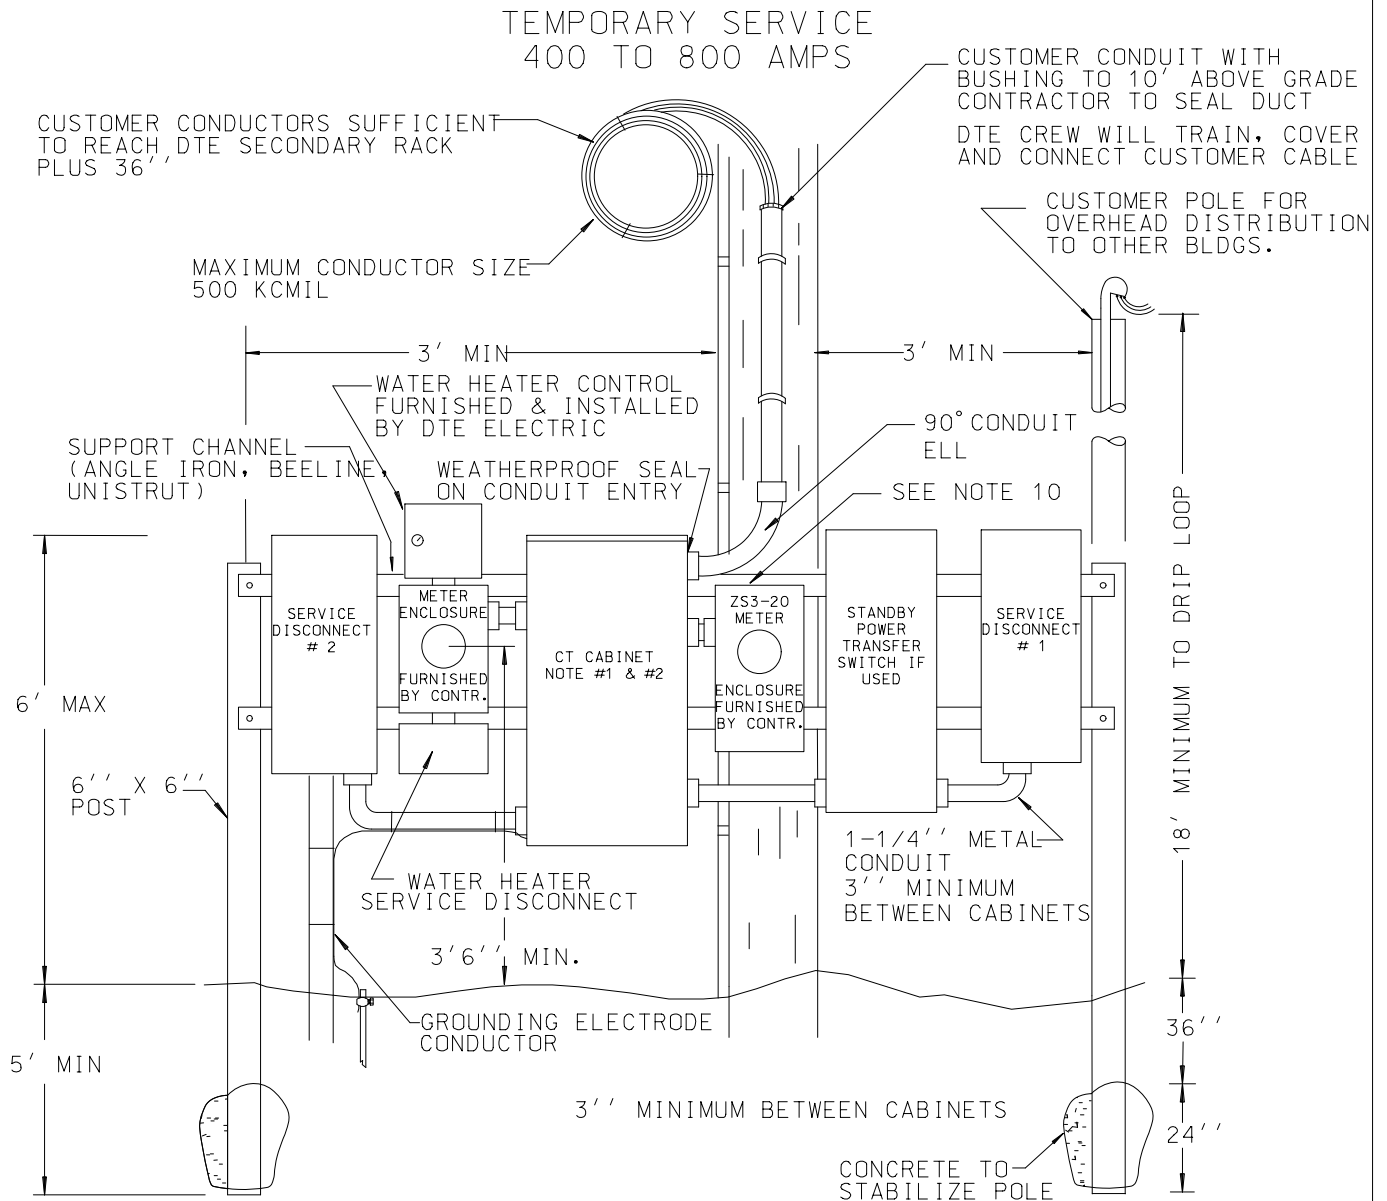 TEMPORARY SERVICE
400 TO 800 AMPS
CUSTOMER CONDUIT WITH
BUSHING TO 10' ABOVE GRADE
CONTRACTOR TO SEAL DUCT
DTE CREW WILL TRAIN, COVER
AND CONNECT CUSTOMER CABLE
CUSTOMER CONDUCTORS SUFFICIENT
TO REACH DTE SECONDARY RACK
PLUS 36''
CUSTOMER POLE FOR
OVERHEAD DISTRIBUTION
TO OTHER BLDGS.
MAXIMUM CONDUCTOR SIZE
500 KCMIL
3' MIN
3' MIN
WATER HEATER CONTROL
FURNISHED & INSTALLED
BY DTE ELECTRIC
90° CONDUIT
ELL
SUPPORT CHANNEL
(ANGLE IRON, BEELINE,
UNISTRUT)
WEATHERPROOF SEAL
ON CONDUIT ENTRY
SEE NOTE 10
18' MINIMUM TO DRIP LOOP
SERVICE
DISCONNECT
# 2
METER
ENCLOSURE
FURNISHED
BY CONTR.
CT CABINET
NOTE #1 & #2
ZS3-20
METER
ENCLOSURE
FURNISHED
BY CONTR.
STANDBY
POWER
TRANSFER
SWITCH IF
USED
SERVICE
DISCONNECT
# 1
6' MAX
6'' X 6''
POST
1-1/4'' METAL
CONDUIT
3'' MINIMUM
BETWEEN CABINETS
WATER HEATER
SERVICE DISCONNECT
3'6'' MIN.
GROUNDING ELECTRODE
CONDUCTOR
36''
5' MIN
3'' MINIMUM BETWEEN CABINETS
24''
CONCRETE TO
STABILIZE POLE